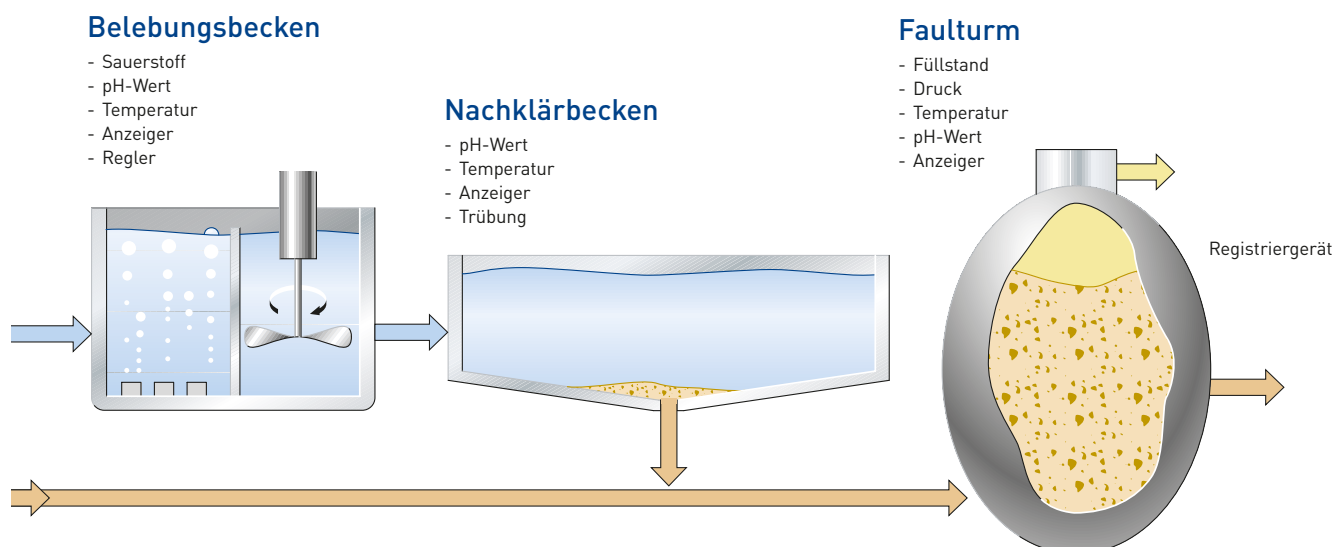 Belebungsbecken
- Sauerstoff
- pH-Wert
- Temperatur
- Anzeiger
- Regler
Nachklärbecken
- pH-Wert
- Temperatur
- Anzeiger
- Trübung
Faulturm
- Füllstand
- Druck
- Temperatur
- pH-Wert
- Anzeiger
Registriergerät